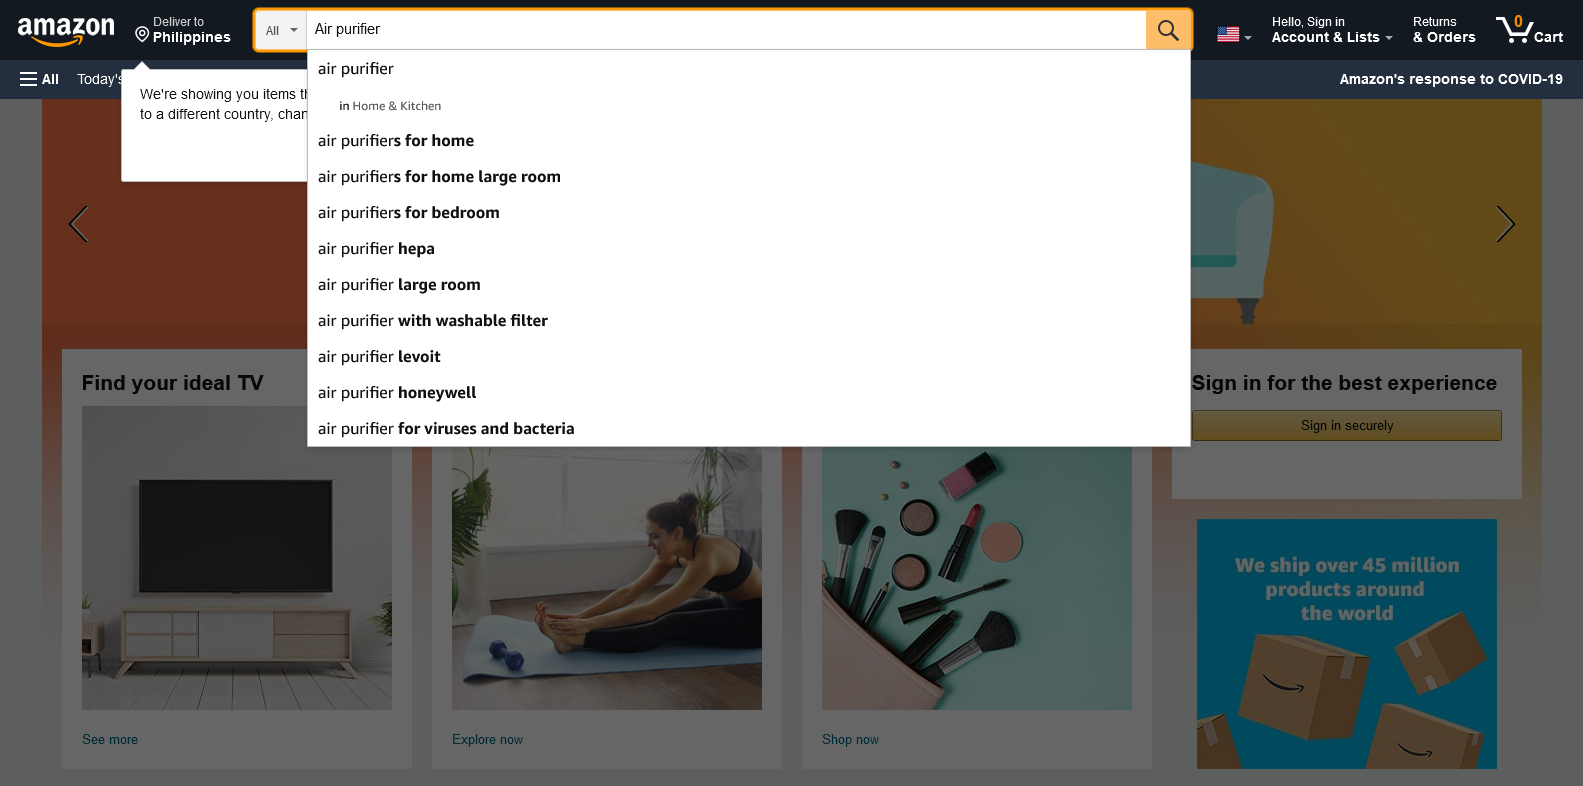 amazon
Deliver to
Philippines
All
Air purifier
Hello, Sign in
Account & Lists
Returns
& Orders
0
Cart
All
Today's
Amazon's response to COVID-19
We're showing you items
to a different country,
air purifier
in Home & Kitchen
air purifiers for home
air purifiers for home large room
air purifiers for bedroom
air purifier hepa
air purifier large room
air purifier with washable filter
air purifier levoit
air purifier honeywell
air purifier for viruses and bacteria
Find your ideal TV
Sign in for the best experience
Sign in securely
We ship over 45 million
products around
the world
See more
Explore now
Shop now